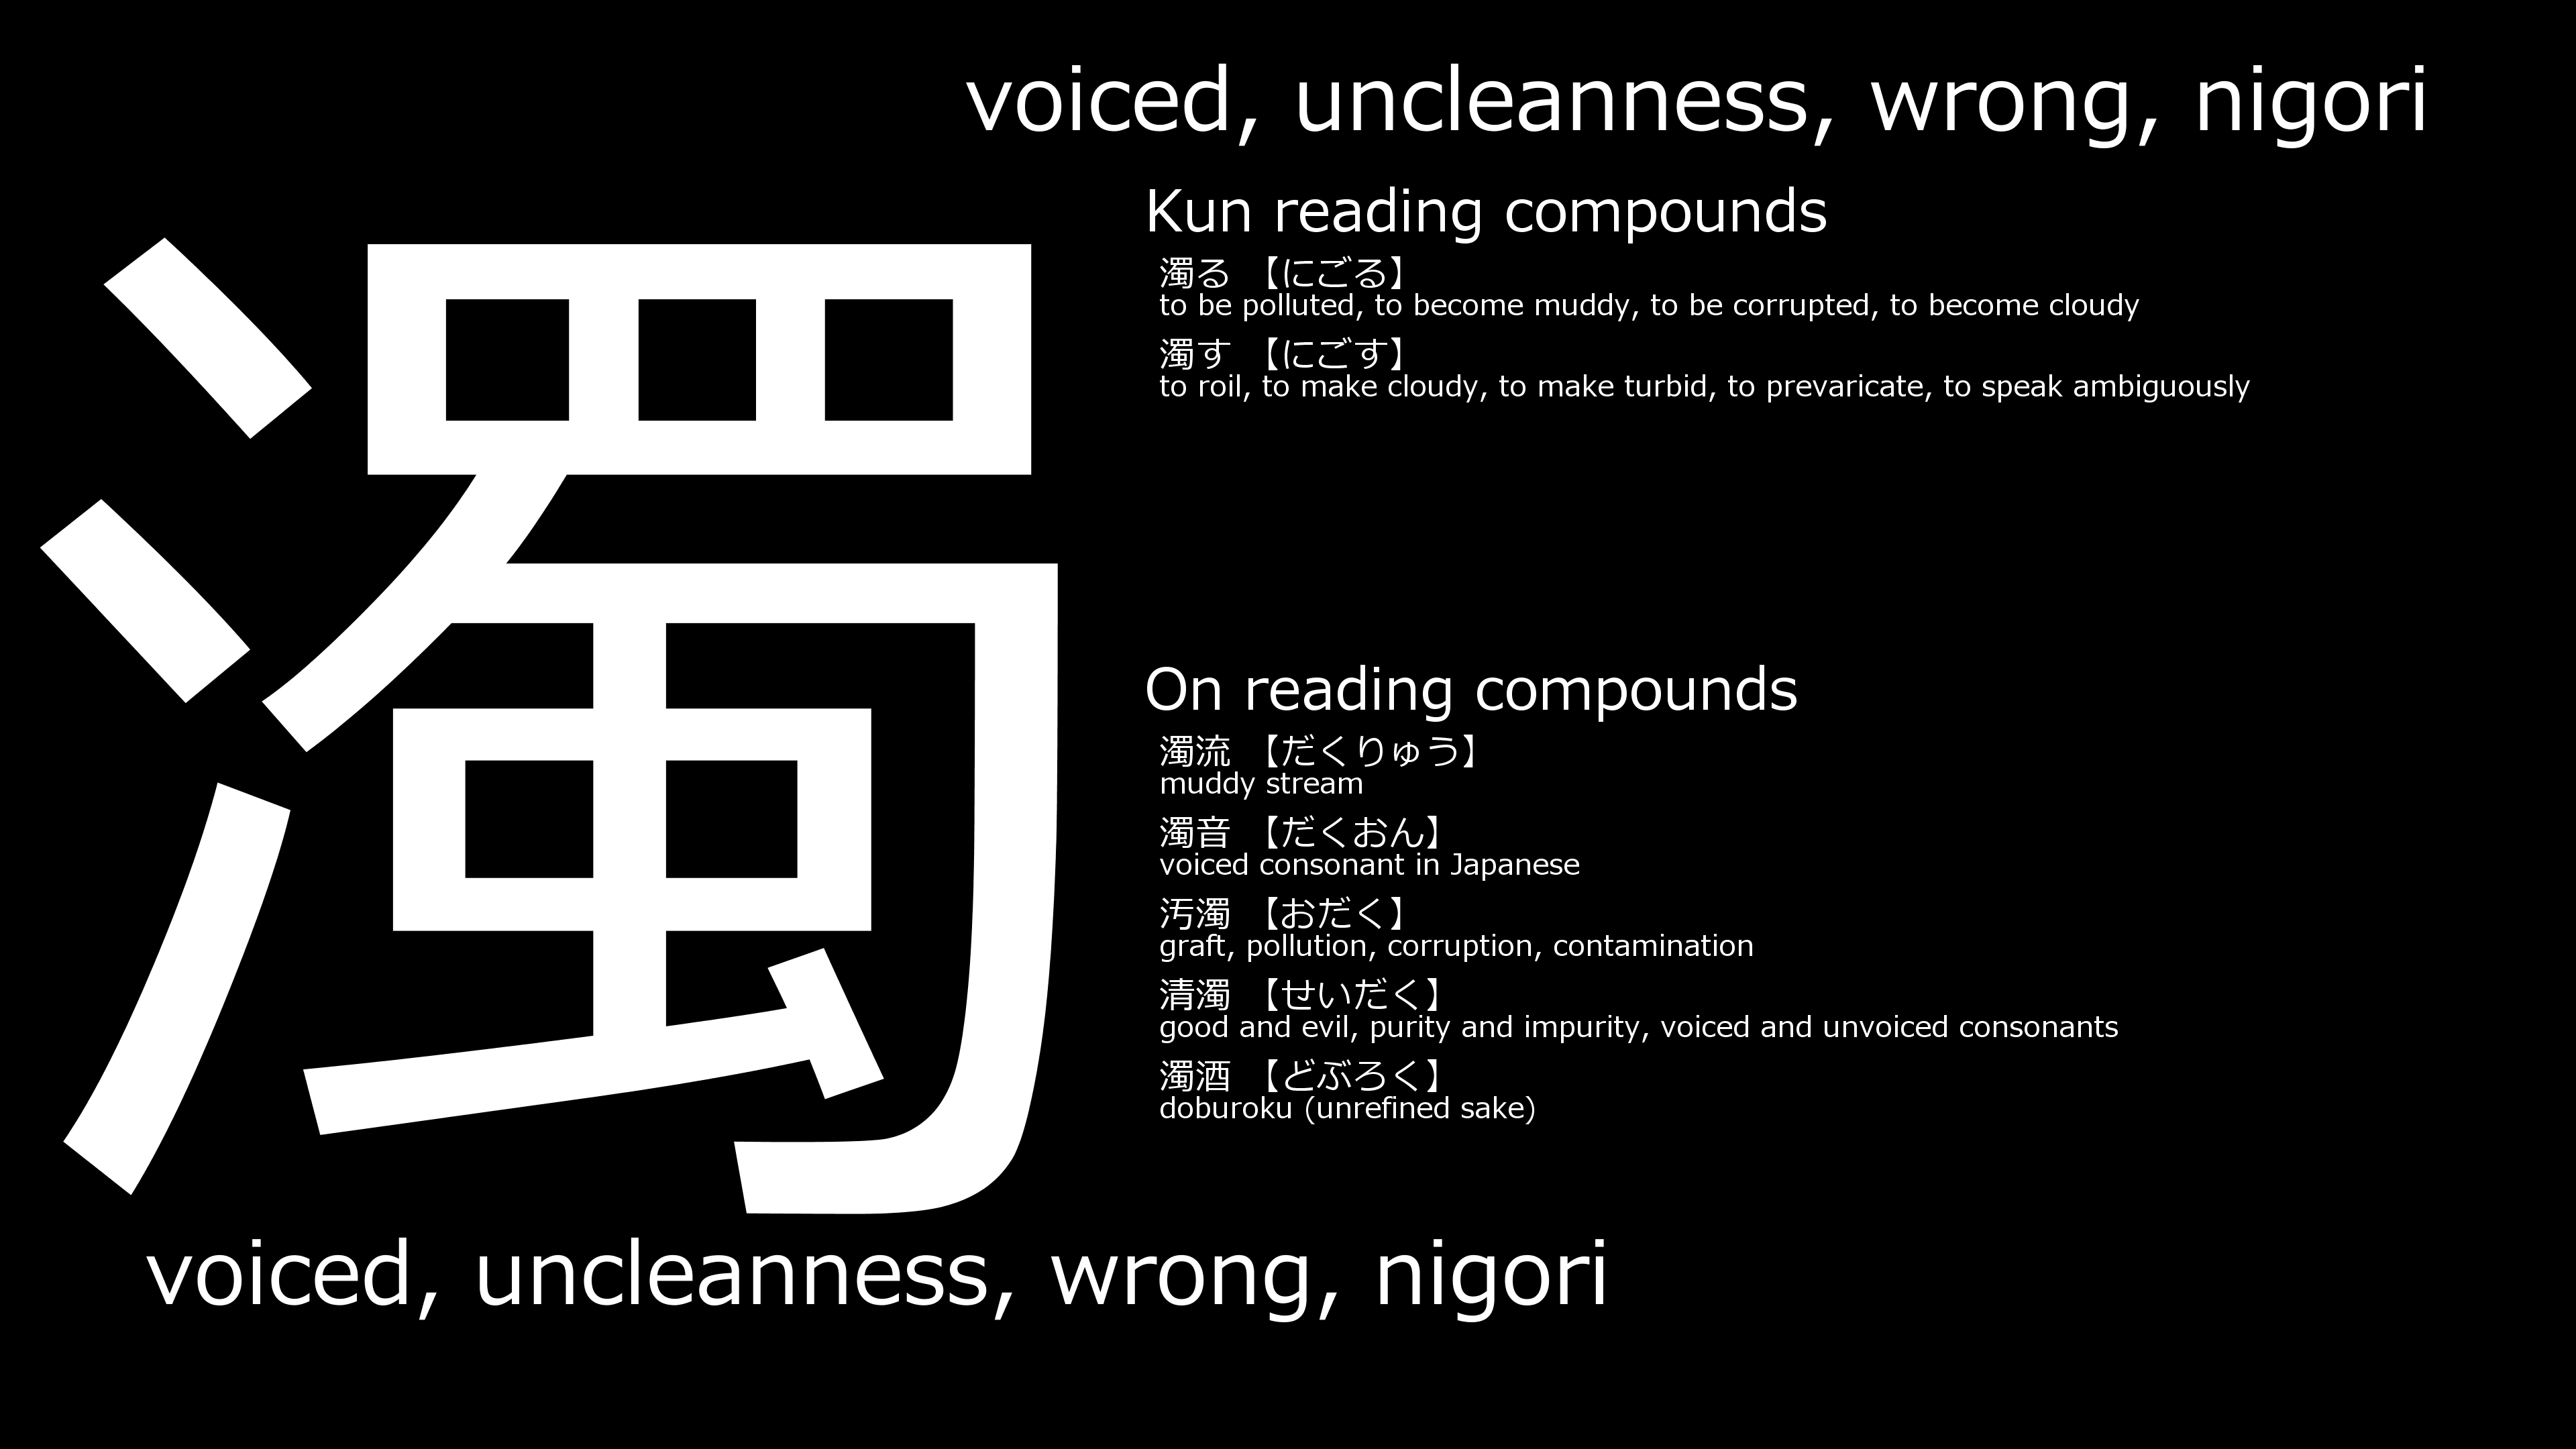 voiced, uncleanness, wrong, nigori
濁
Kun reading compounds
濁る 【にごる】
to be polluted, to become muddy, to be corrupted, to become cloudy
濁す 【にごす】
to roil, to make cloudy, to make turbid, to prevaricate, to speak ambiguously
On reading compounds
濁流 【だくりゅう】
muddy stream
濁音 【だくおん】
voiced consonant in Japanese
汚濁 【おだく】
graft, pollution, corruption, contamination
清濁 【せいだく】
good and evil, purity and impurity, voiced and unvoiced consonants
濁酒 【どぶろく】
doburoku (unrefined sake)
voiced, uncleanness, wrong, nigori